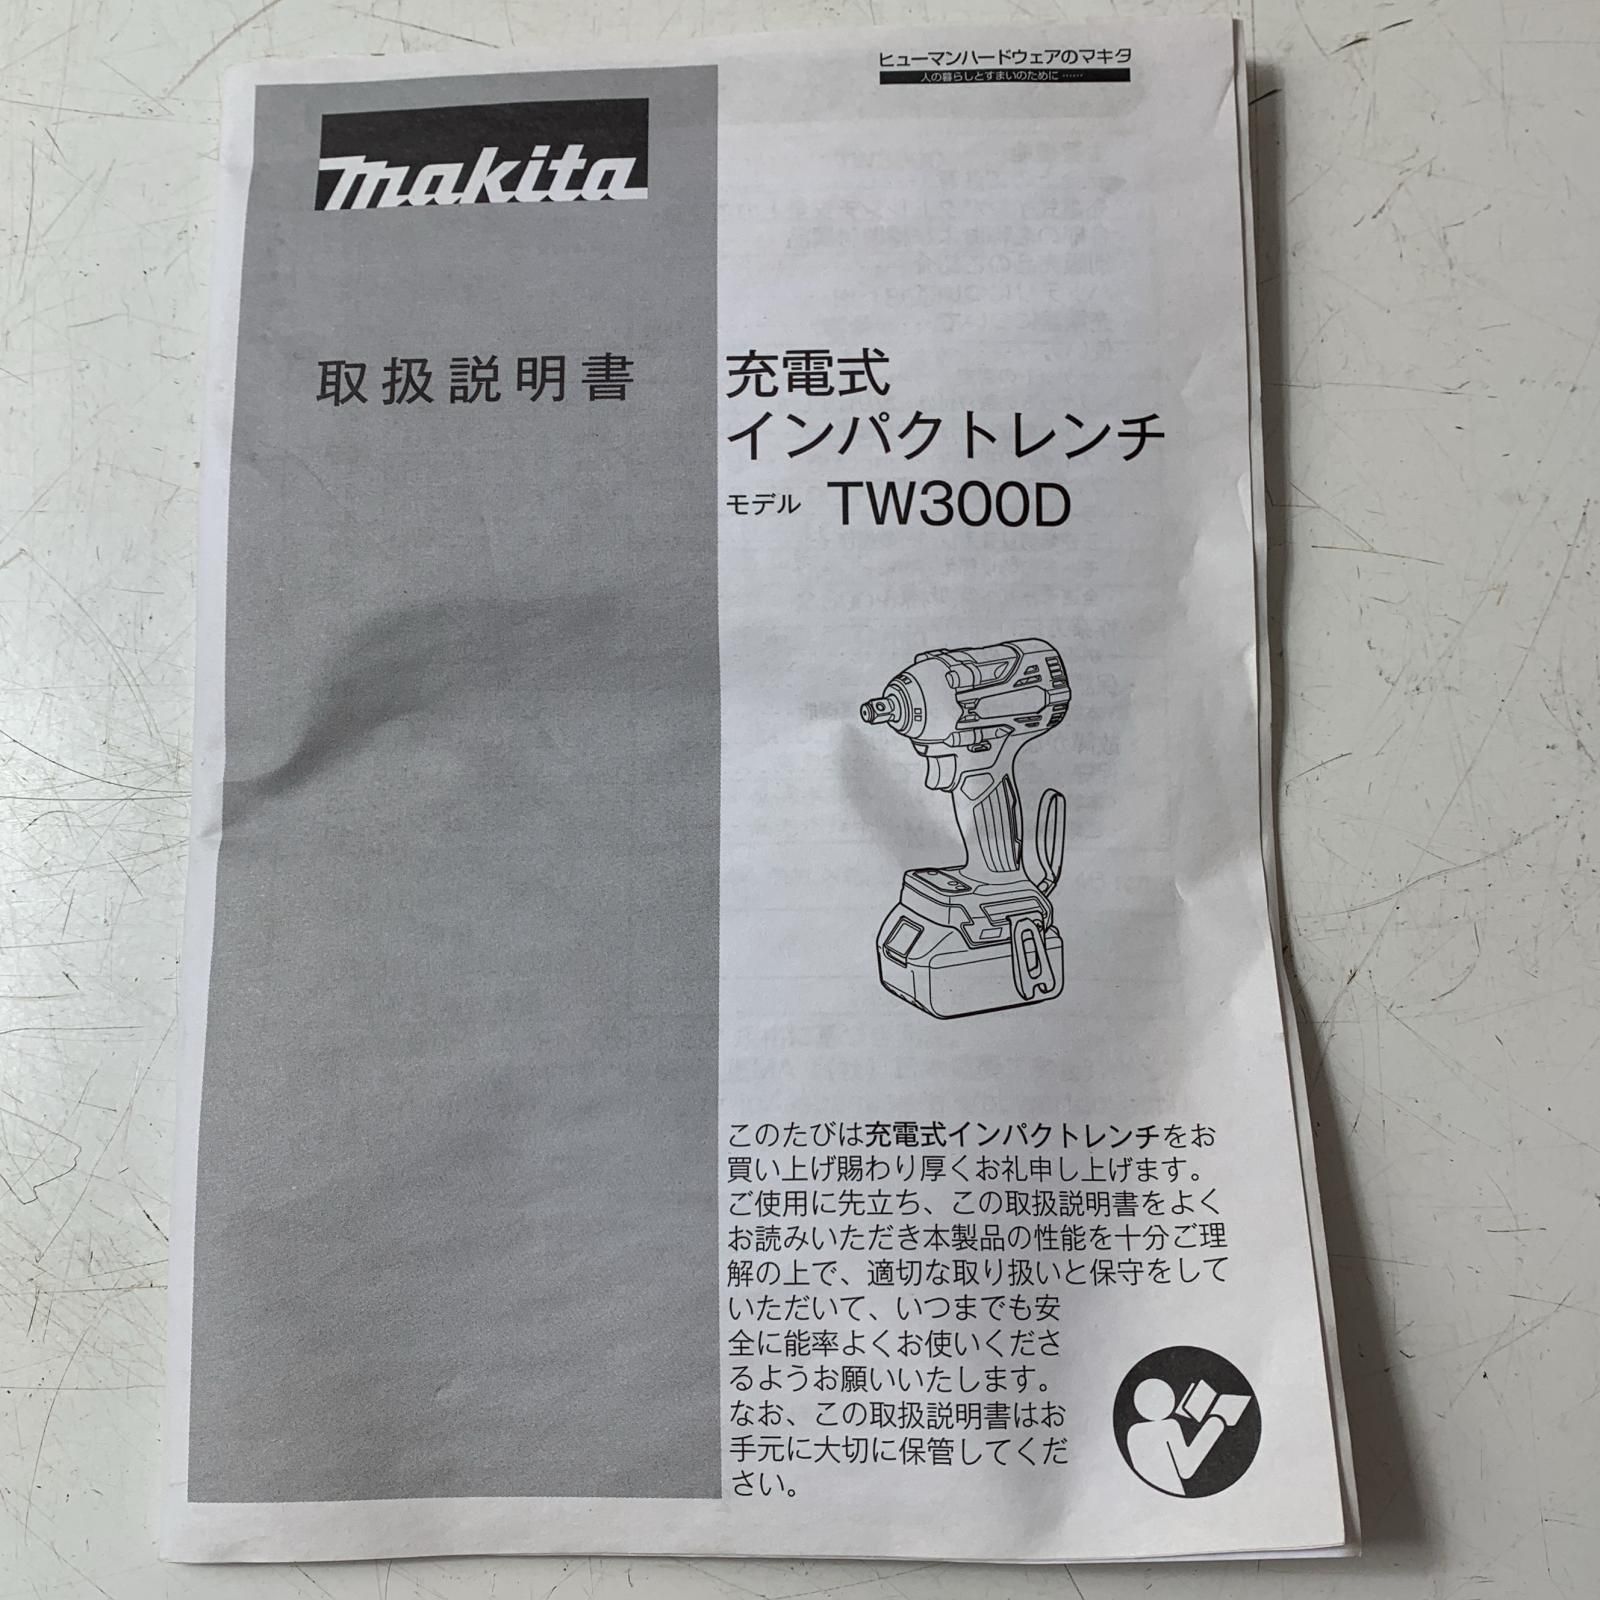 ヒューマンハードウェアのマキタ
人の暮らしとすまいのために……
makita
取扱説明書
充電式
インパクトレンチ
モデル TW300D
このたびは充電式インパクトレンチをお
買い上げ賜わり厚くお礼申し上げます。
ご使用に先立ち、この取扱説明書をよく
お読みいただき本製品の性能を十分ご理
解の上で、適切な取り扱いと保守をして
いただいて、いつまでも安
全に能率よくお使いくださ
るようお願いいたします。
なお、この取扱説明書はお
手元に大切に保管してくだ
さい。